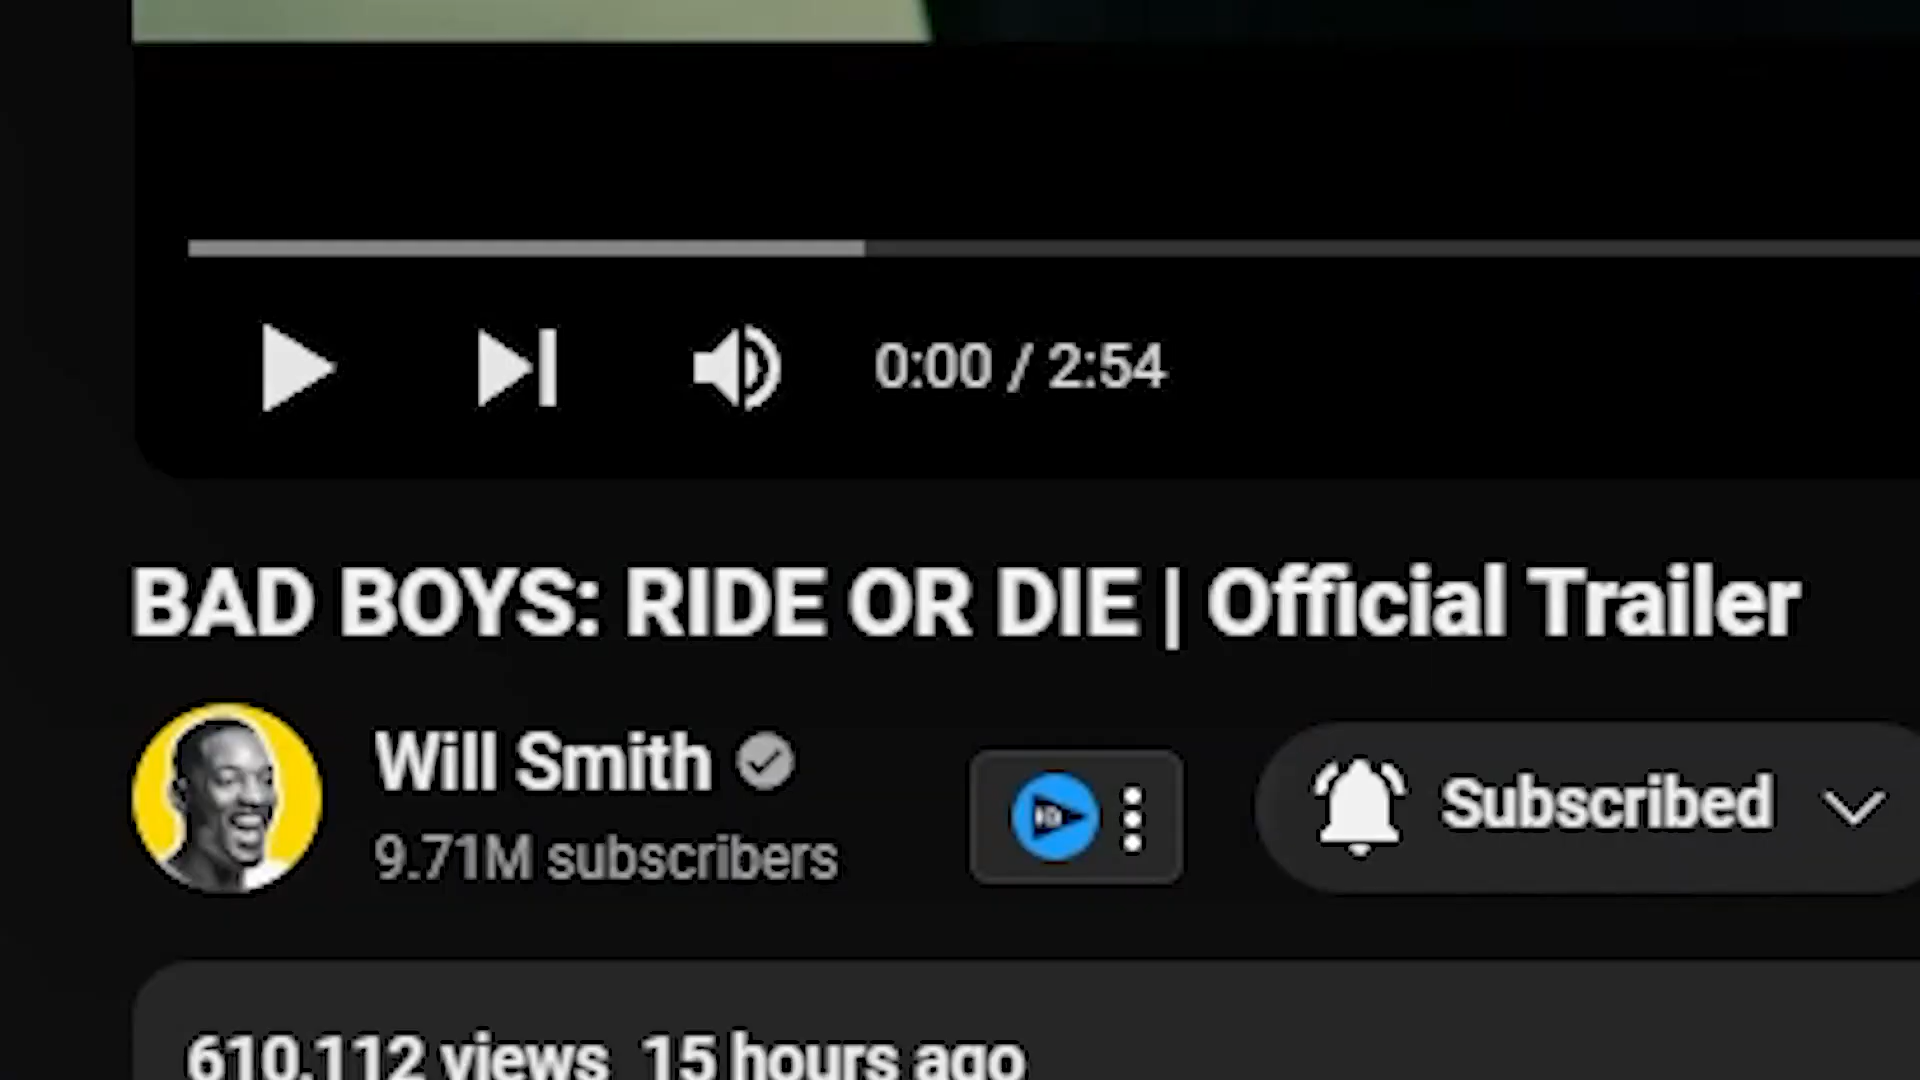 0:00 / 2:54
BAD BOYS: RIDE OR DIE | Official Trailer
Will Smith
9.71M subscribers
Subscribed
610,112 views 15 hours ago